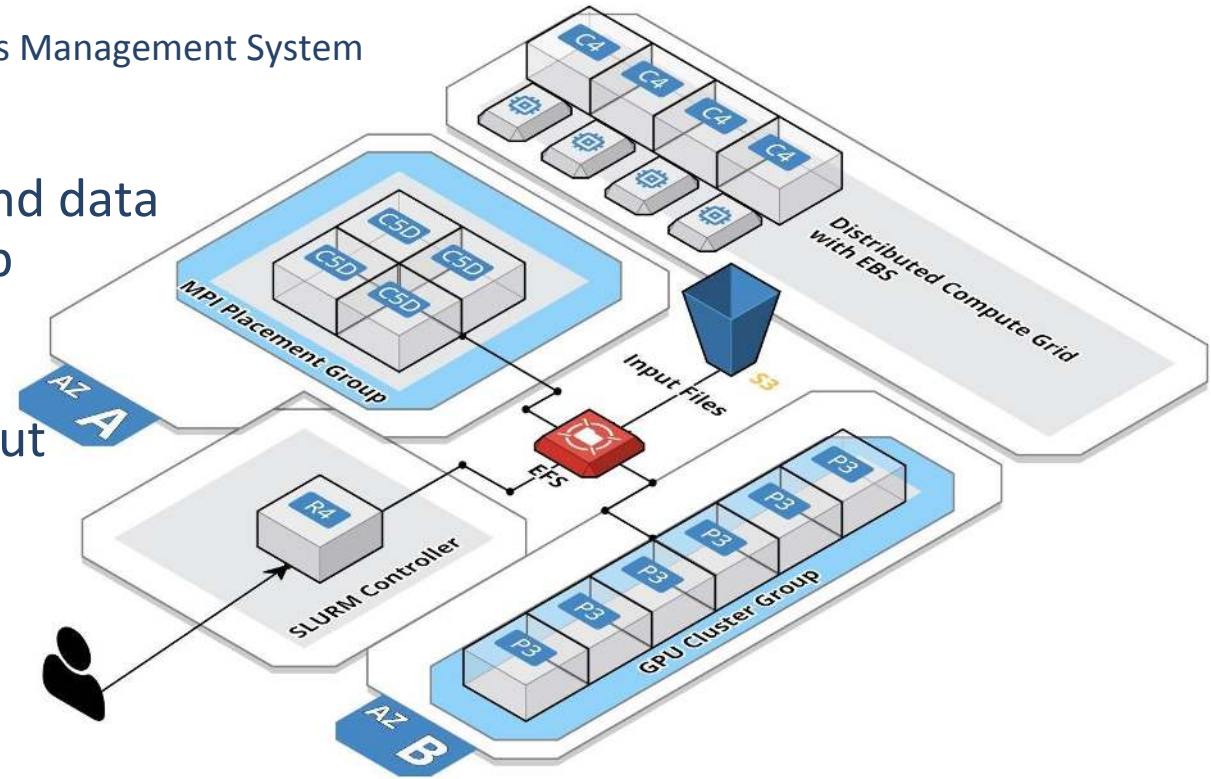 s Management System
nd data
ut
C4
C4
C4
C4
Distributed Compute Grid
with EBS
C5D
C5D
C5D
C5D
MPI Placement Group
AZ A
S3
Input Files
EFS
R4
SLURM Controller
P3
P3
P3
P3
P3
P3
GPU Cluster Group
AZ B